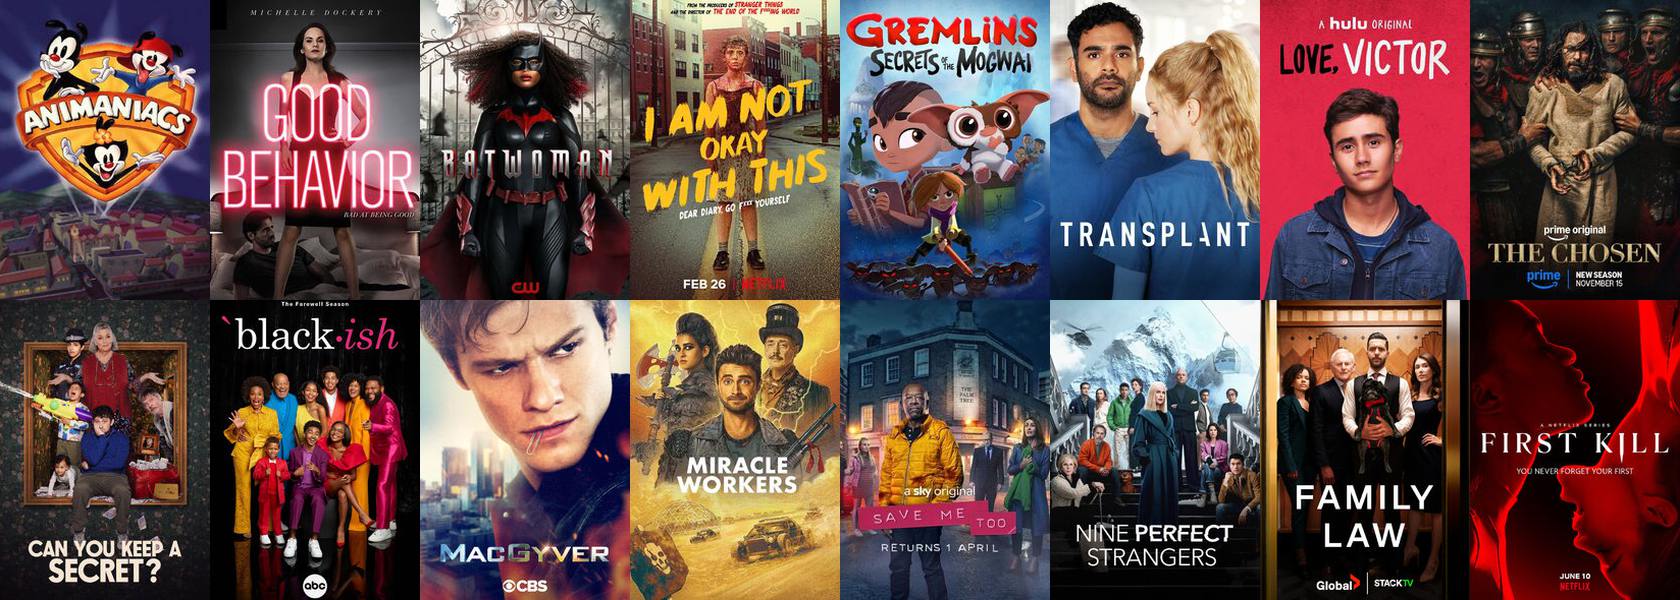 ANIMANIACS
MICHELLE DOCKERY
GOOD
BEHAVIOR
BAD AT BEING GOOD
BATWOMAN
CW
FROM THE PRODUCERS OF STRANGER THINGS
AND THE DIRECTOR OF THE END OF THE F***ING WORLD
I AM NOT
OKAY
WITH THIS
DEAR DIARY, GO F*** YOURSELF
FEB 26 | NETFLIX
GREMLINS
SECRETS OF THE MOGWAI
TRANSPLANT
A hulu ORIGINAL
LOVE, VICTOR
prime original
THE CHOSEN
prime | NEW SEASON
NOVEMBER 15
CAN YOU KEEP A
SECRET?
The Farewell Season
`black·ish
abc
MACGYVER
CBS
MIRACLE
WORKERS
THE
PALM
TREE
a sky original
SAVE ME TOO
RETURNS 1 APRIL
NINE PERFECT
STRANGERS
FAMILY
LAW
Global | STACKTV
A NETFLIX SERIES
FIRST KILL
YOU NEVER FORGET YOUR FIRST
JUNE 10
NETFLIX